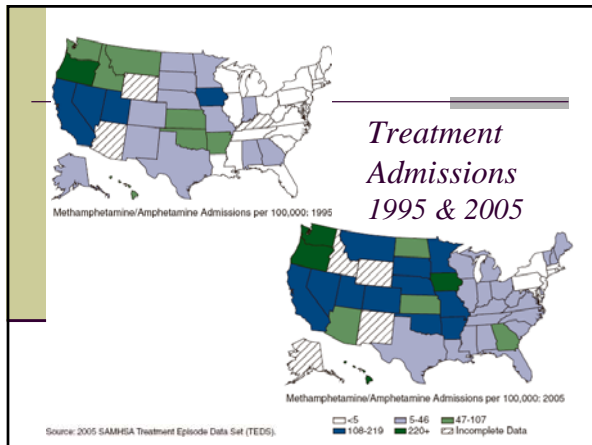 Treatment
Admissions
1995 & 2005
Methamphetamine/Amphetamine Admissions per 100,000: 1995
Methamphetamine/Amphetamine Admissions per 100,000: 2005
<5 5-46 47-107
108-219 220+ Incomplete Data
Source: 2005 SAMHSA Treatment Episode Data Set (TEDS).